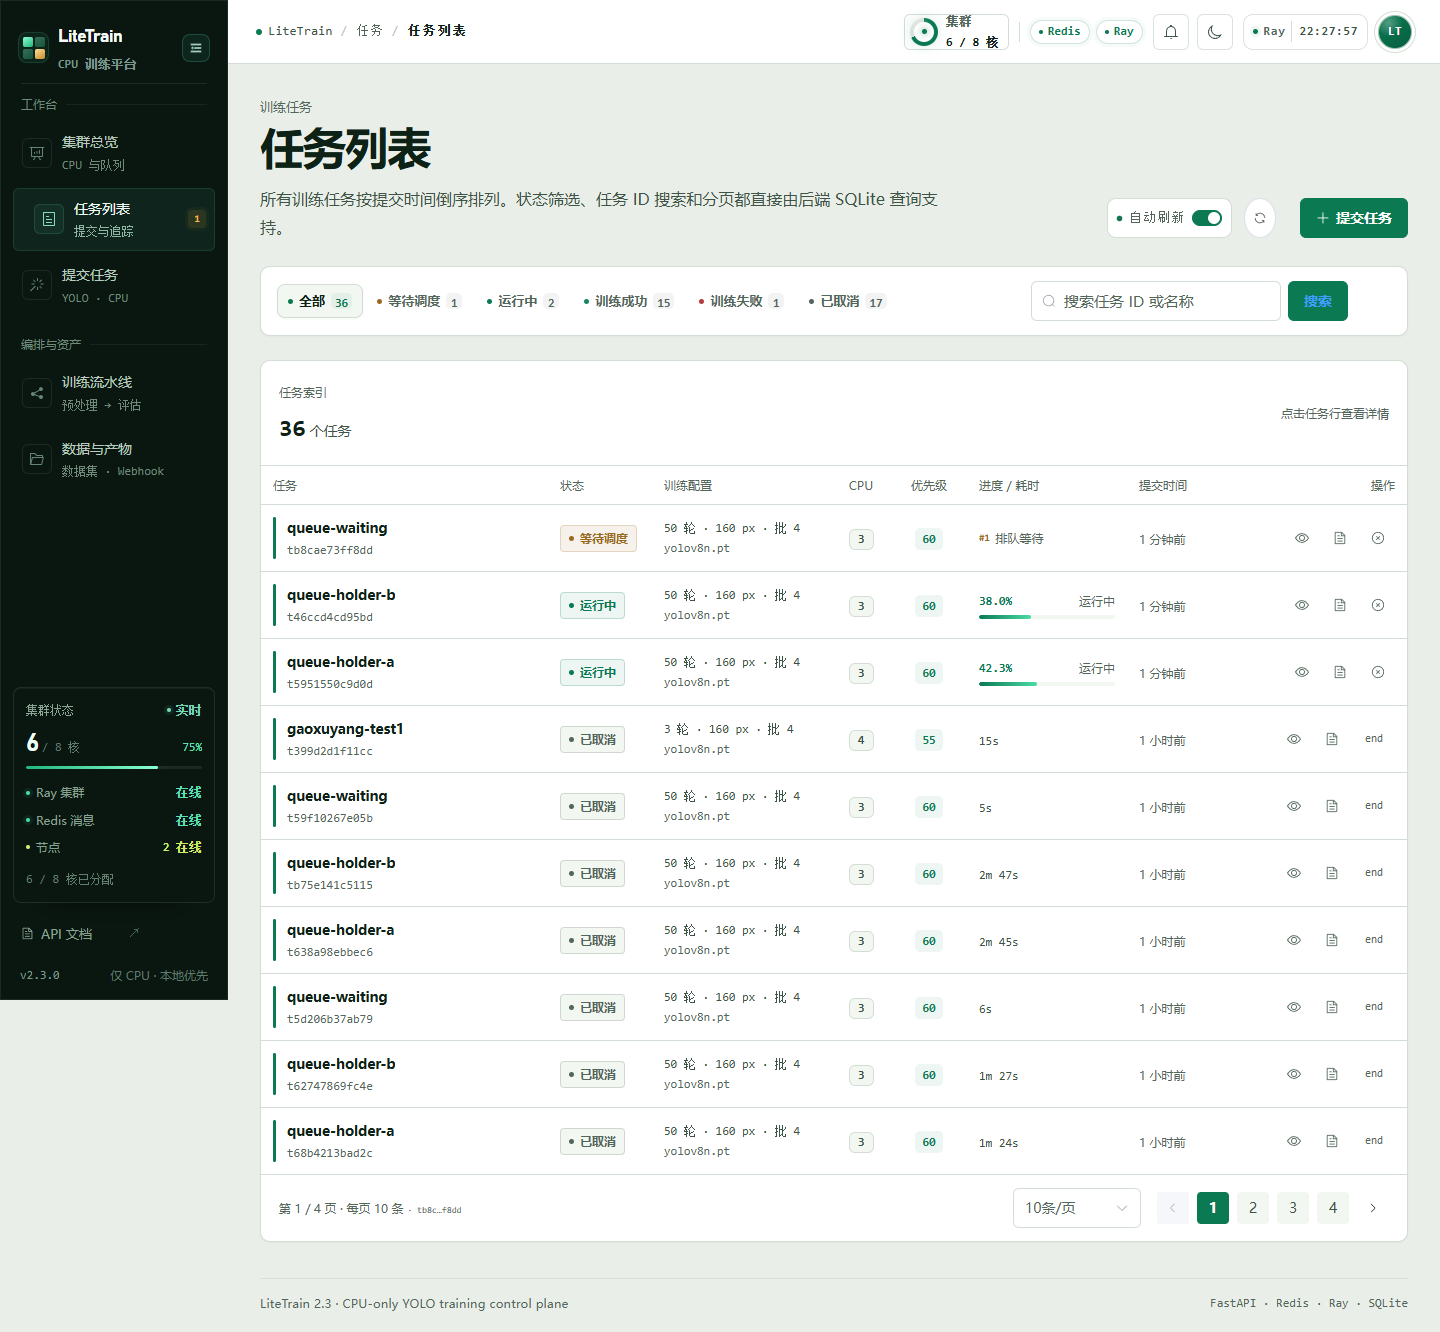 LiteTrain
CPU 训练平台
工作台
集群总览
CPU 与队列
任务列表
提交与追踪
1
提交任务
YOLO · CPU
编排与资产
训练流水线
预处理 → 评估
数据与产物
数据集 · Webhook
集群状态 实时
6 / 8 核 75%
Ray 集群 在线
Redis 消息 在线
节点 2 在线
6 / 8 核已分配
API 文档 ↗
v2.3.0 仅 CPU · 本地优先
LiteTrain / 任务 / 任务列表
集群
6 / 8 核
Redis
Ray
Ray 22:27:57
LT
训练任务
任务列表
所有训练任务按提交时间倒序排列。状态筛选、任务 ID 搜索和分页都直接由后端 SQLite 查询支
持。
自动刷新
+ 提交任务
全部 36 等待调度 1 运行中 2 训练成功 15 训练失败 1 已取消 17
搜索任务 ID 或名称 搜索
任务索引
36 个任务
点击任务行查看详情
任务 状态 训练配置 CPU 优先级 进度 / 耗时 提交时间 操作
queue-waiting
tb8cae73ff8dd
等待调度
50 轮 · 160 px · 批 4
yolov8n.pt
3 60 #1 排队等待 1 分钟前
queue-holder-b
t46ccd4cd95bd
运行中
50 轮 · 160 px · 批 4
yolov8n.pt
3 60 38.0% 运行中 1 分钟前
queue-holder-a
t5951550c9d0d
运行中
50 轮 · 160 px · 批 4
yolov8n.pt
3 60 42.3% 运行中 1 分钟前
gaoxuyang-test1
t399d2d1f11cc
已取消
3 轮 · 160 px · 批 4
yolov8n.pt
4 55 15s 1 小时前 end
queue-waiting
t59f10267e05b
已取消
50 轮 · 160 px · 批 4
yolov8n.pt
3 60 5s 1 小时前 end
queue-holder-b
tb75e141c5115
已取消
50 轮 · 160 px · 批 4
yolov8n.pt
3 60 2m 47s 1 小时前 end
queue-holder-a
t638a98ebbec6
已取消
50 轮 · 160 px · 批 4
yolov8n.pt
3 60 2m 45s 1 小时前 end
queue-waiting
t5d206b37ab79
已取消
50 轮 · 160 px · 批 4
yolov8n.pt
3 60 6s 1 小时前 end
queue-holder-b
t62747869fc4e
已取消
50 轮 · 160 px · 批 4
yolov8n.pt
3 60 1m 27s 1 小时前 end
queue-holder-a
t68b4213bad2c
已取消
50 轮 · 160 px · 批 4
yolov8n.pt
3 60 1m 24s 1 小时前 end
第 1 / 4 页 · 每页 10 条 · tb8c…f8dd
10条/页 1 2 3 4
LiteTrain 2.3 · CPU-only YOLO training control plane
FastAPI · Redis · Ray · SQLite